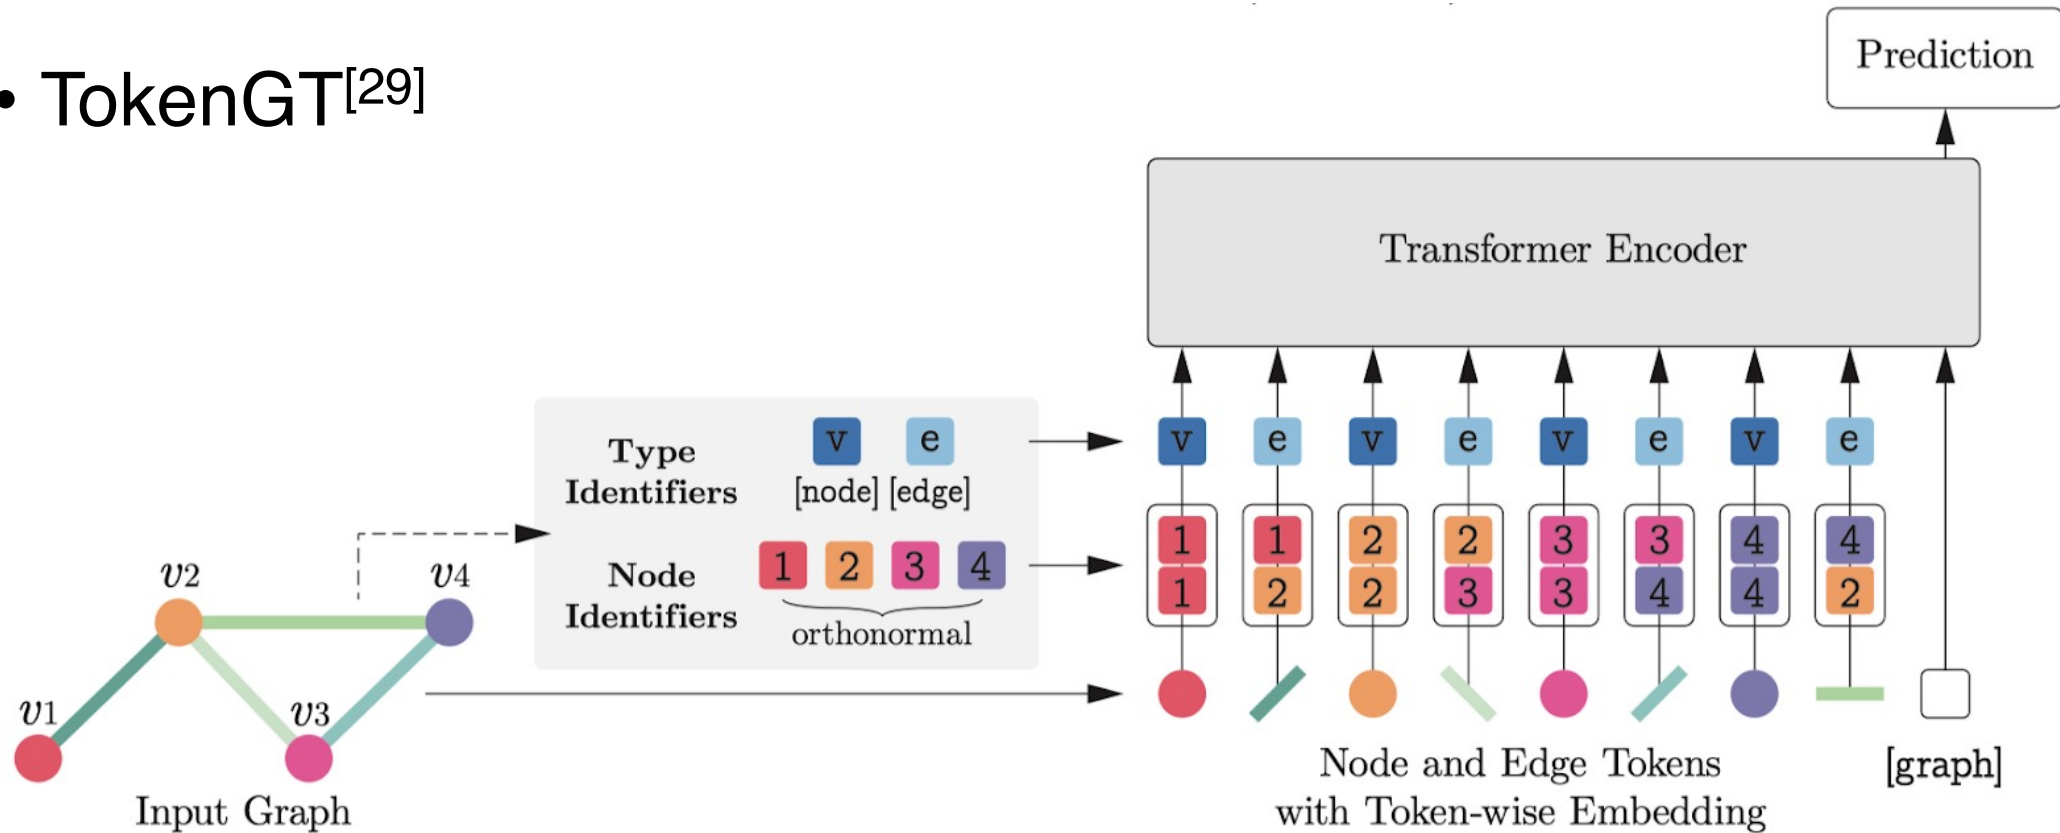 • TokenGT[29]
Prediction
Transformer Encoder
v e v e v e v e
Type
Identifiers
v e
[node] [edge]
1 1 2 2 3 3 4 4
1 2 2 3 3 4 4 2
Node
Identifiers
1 2 3 4
orthonormal
v2
v4
v1
v3
Input Graph
Node and Edge Tokens
with Token-wise Embedding
[graph]